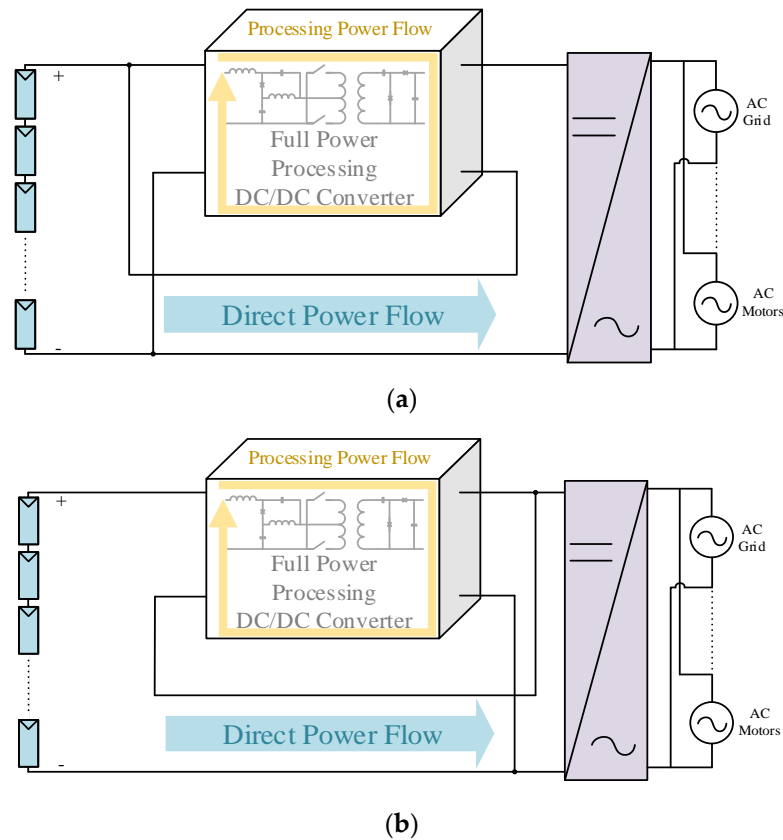 Processing Power Flow
+
AC
Grid
Full Power
Processing
DC/DC Converter
Direct Power Flow
AC
Motors
-
(a)
Processing Power Flow
+
AC
Grid
Full Power
Processing
DC/DC Converter
Direct Power Flow
AC
Motors
-
(b)